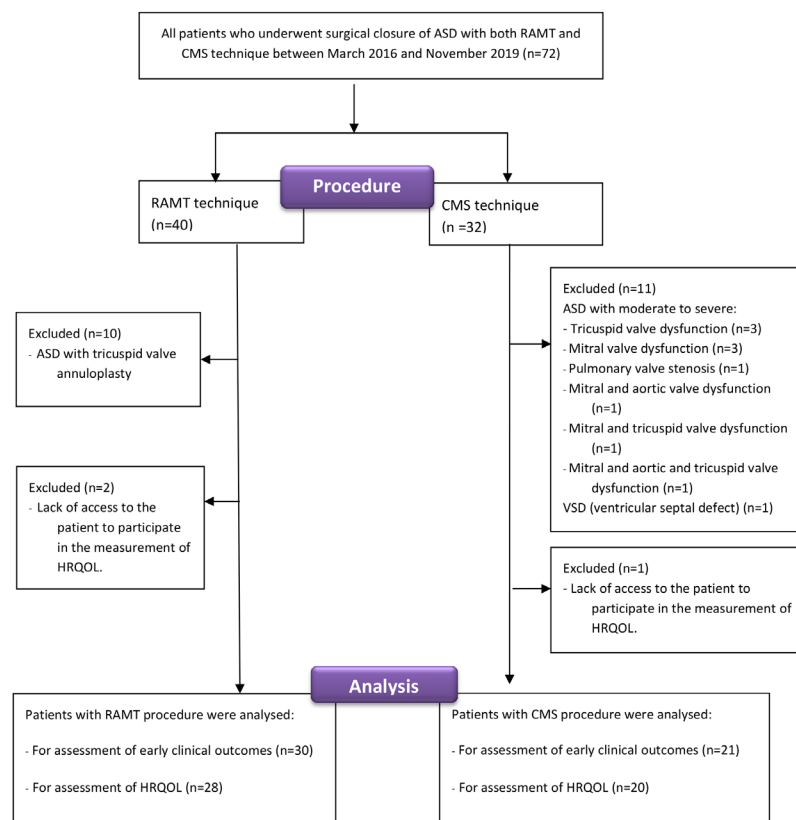 All patients who underwent surgical closure of ASD with both RAMT and
CMS technique between March 2016 and November 2019 (n=72)
Procedure
RAMT technique
(n=40)
CMS technique
(n =32)
Excluded (n=10)
- ASD with tricuspid valve
annuloplasty
Excluded (n=11)
ASD with moderate to severe:
- Tricuspid valve dysfunction (n=3)
- Mitral valve dysfunction (n=3)
- Pulmonary valve stenosis (n=1)
- Mitral and aortic valve dysfunction
(n=1)
- Mitral and tricuspid valve dysfunction
(n=1)
- Mitral and aortic and tricuspid valve
dysfunction (n=1)
VSD (ventricular septal defect) (n=1)
Excluded (n=2)
- Lack of access to the
patient to participate
in the measurement of
HRQOL.
Excluded (n=1)
- Lack of access to the patient to
participate in the measurement of
HRQOL.
Analysis
Patients with RAMT procedure were analysed:
- For assessment of early clinical outcomes (n=30)
- For assessment of HRQOL (n=28)
Patients with CMS procedure were analysed:
- For assessment of early clinical outcomes (n=21)
- For assessment of HRQOL (n=20)